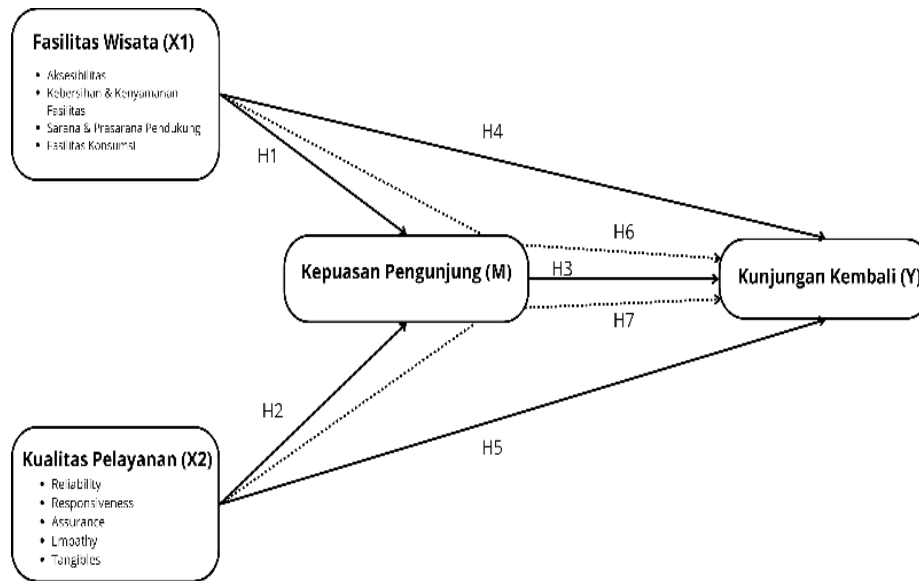 Fasilitas Wisata (X1)
• Aksesibilitas
• Kebersihan & Kenyamanan
Fasilitas
• Sarana & Prasarana Pendukung
• Fasilitas Konsumsi
H4
H1
H6
Kepuasan Pengunjung (M)
H3
Kunjungan Kembali (Y)
H7
H2
H5
Kualitas Pelayanan (X2)
• Reliability
• Responsiveness
• Assurance
• Empathy
• Tangibles